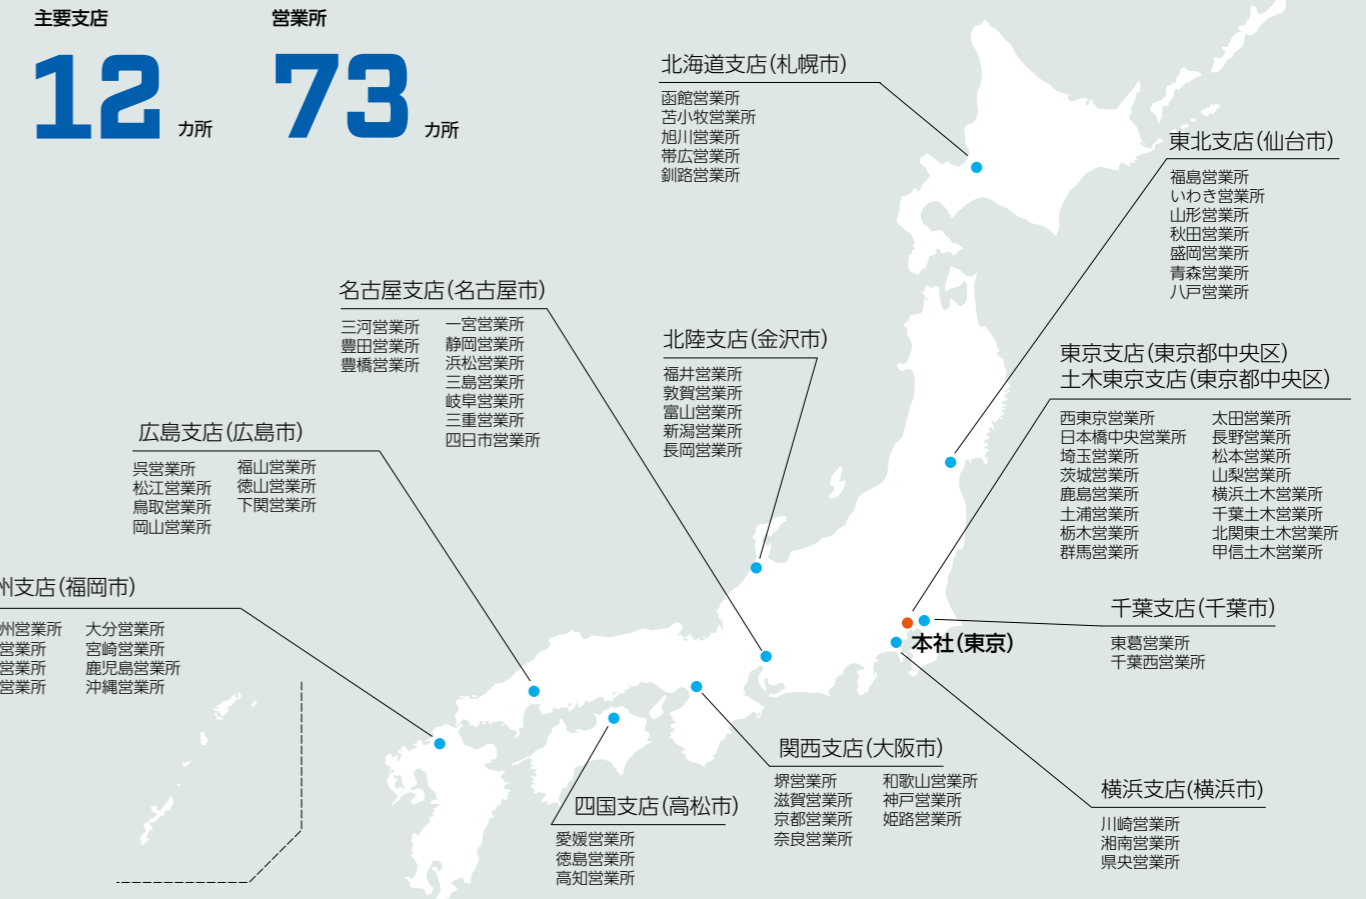 主要支店
12 カ所
営業所
73 カ所
北海道支店(札幌市)
函館営業所
苫小牧営業所
旭川営業所
帯広営業所
釧路営業所
東北支店(仙台市)
福島営業所
いわき営業所
山形営業所
秋田営業所
盛岡営業所
青森営業所
八戸営業所
名古屋支店(名古屋市)
三河営業所
豊田営業所
豊橋営業所
一宮営業所
静岡営業所
浜松営業所
三島営業所
岐阜営業所
三重営業所
四日市営業所
北陸支店(金沢市)
福井営業所
敦賀営業所
富山営業所
新潟営業所
長岡営業所
東京支店(東京都中央区)
土木東京支店(東京都中央区)
西東京営業所
日本橋中央営業所
埼玉営業所
茨城営業所
鹿島営業所
土浦営業所
栃木営業所
群馬営業所
太田営業所
長野営業所
松本営業所
山梨営業所
横浜土木営業所
千葉土木営業所
北関東土木営業所
甲信土木営業所
広島支店(広島市)
呉営業所
松江営業所
鳥取営業所
岡山営業所
福山営業所
徳山営業所
下関営業所
州支店(福岡市)
州営業所
営業所
営業所
営業所
大分営業所
宮崎営業所
鹿児島営業所
沖縄営業所
千葉支店(千葉市)
東葛営業所
千葉西営業所
本社(東京)
関西支店(大阪市)
堺営業所
滋賀営業所
京都営業所
奈良営業所
和歌山営業所
神戸営業所
姫路営業所
四国支店(高松市)
愛媛営業所
徳島営業所
高知営業所
横浜支店(横浜市)
川崎営業所
湘南営業所
県央営業所